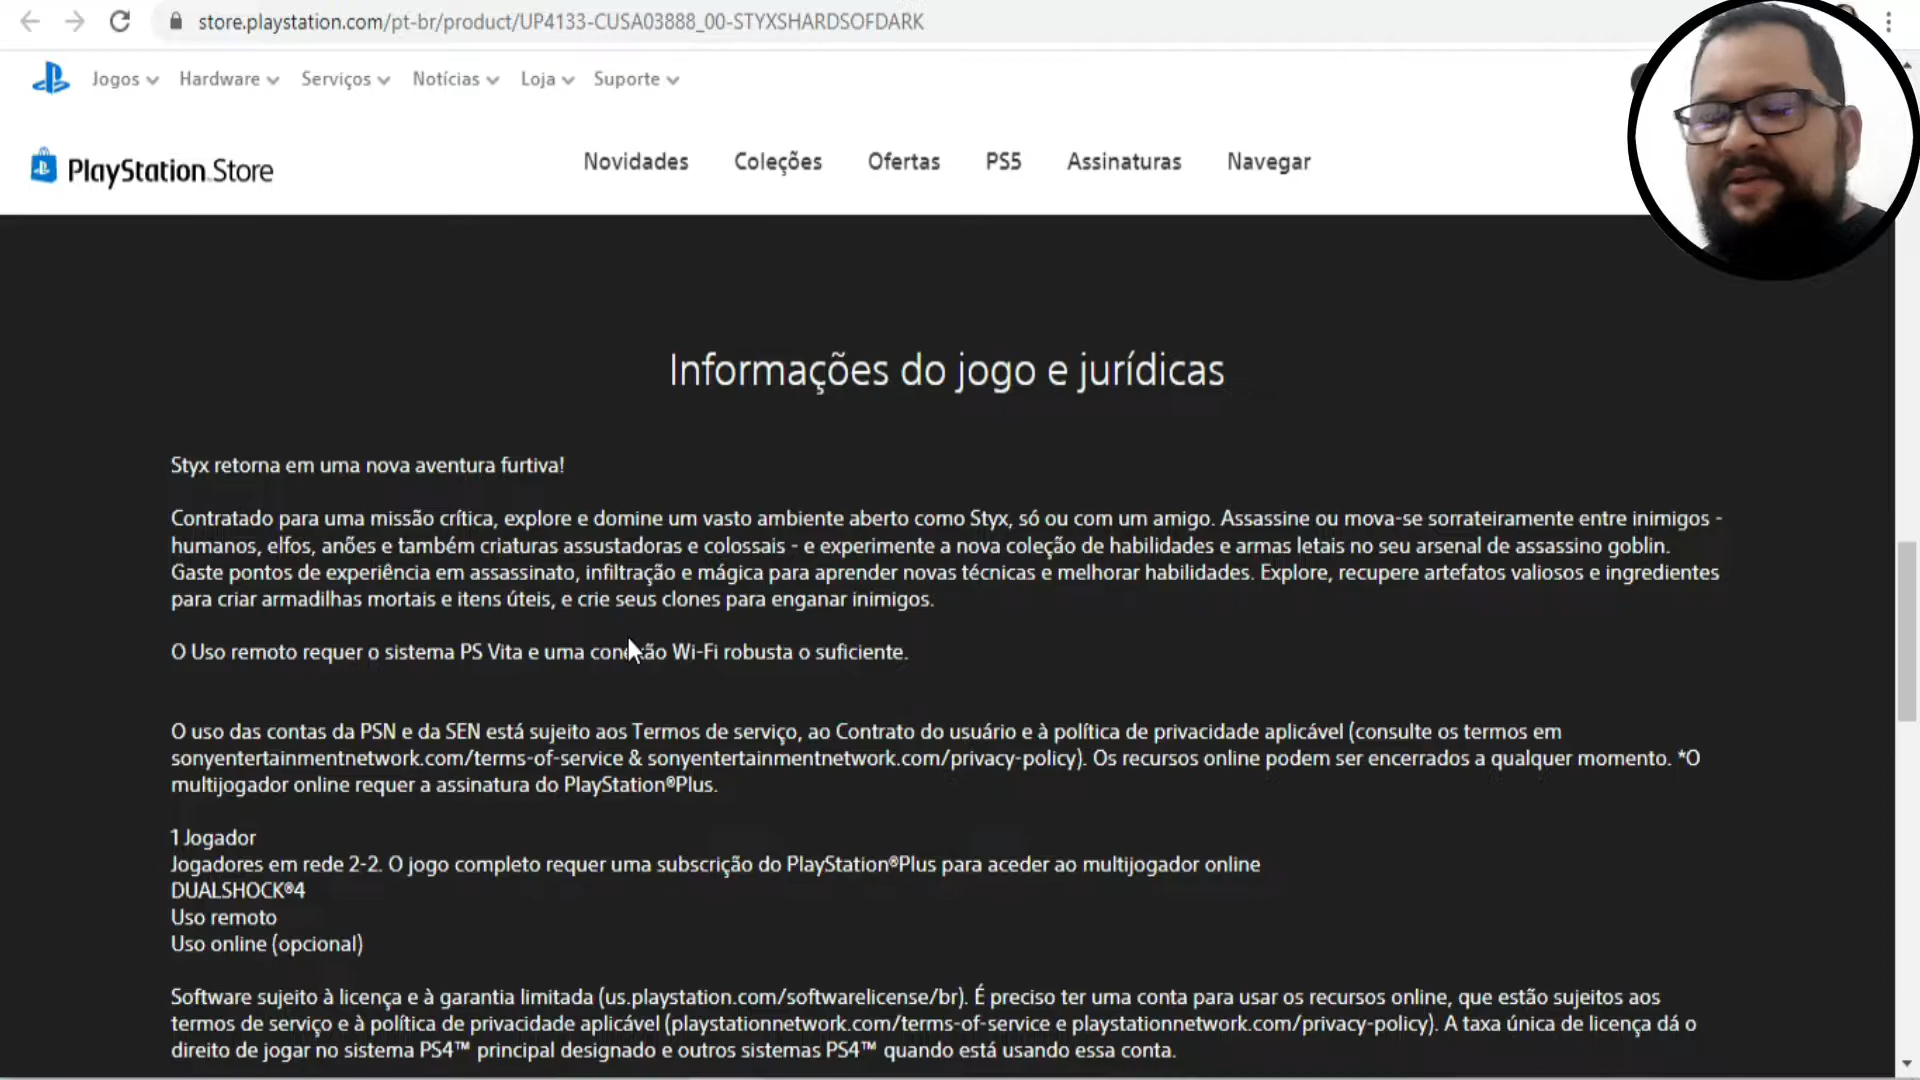 store.playstation.com/pt-br/product/UP4133-CUSA03888_00-STYXSHARDSOFDARK
Jogos Hardware Serviços Notícias Loja Suporte
PlayStation Store
Novidades Coleções Ofertas PS5 Assinaturas Navegar
Informações do jogo e jurídicas
Styx retorna em uma nova aventura furtiva!
Contratado para uma missão crítica, explore e domine um vasto ambiente aberto como Styx, só ou com um amigo. Assassine ou mova-se sorrateiramente entre inimigos -
humanos, elfos, anões e também criaturas assustadoras e colossais - e experimente a nova coleção de habilidades e armas letais no seu arsenal de assassino goblin.
Gaste pontos de experiência em assassinato, infiltração e mágica para aprender novas técnicas e melhorar habilidades. Explore, recupere artefatos valiosos e ingredientes
para criar armadilhas mortais e itens úteis, e crie seus clones para enganar inimigos.
O Uso remoto requer o sistema PS Vita e uma conexão Wi-Fi robusta o suficiente.
O uso das contas da PSN e da SEN está sujeito aos Termos de serviço, ao Contrato do usuário e à política de privacidade aplicável (consulte os termos em
sonyentertainmentnetwork.com/terms-of-service & sonyentertainmentnetwork.com/privacy-policy). Os recursos online podem ser encerrados a qualquer momento. *O
multijogador online requer a assinatura do PlayStation®Plus.
1 Jogador
Jogadores em rede 2-2. O jogo completo requer uma subscrição do PlayStation®Plus para aceder ao multijogador online
DUALSHOCK®4
Uso remoto
Uso online (opcional)
Software sujeito à licença e à garantia limitada (us.playstation.com/softwarelicense/br). É preciso ter uma conta para usar os recursos online, que estão sujeitos aos
termos de serviço e à política de privacidade aplicável (playstationnetwork.com/terms-of-service e playstationnetwork.com/privacy-policy). A taxa única de licença dá o
direito de jogar no sistema PS4™ principal designado e outros sistemas PS4™ quando está usando essa conta.